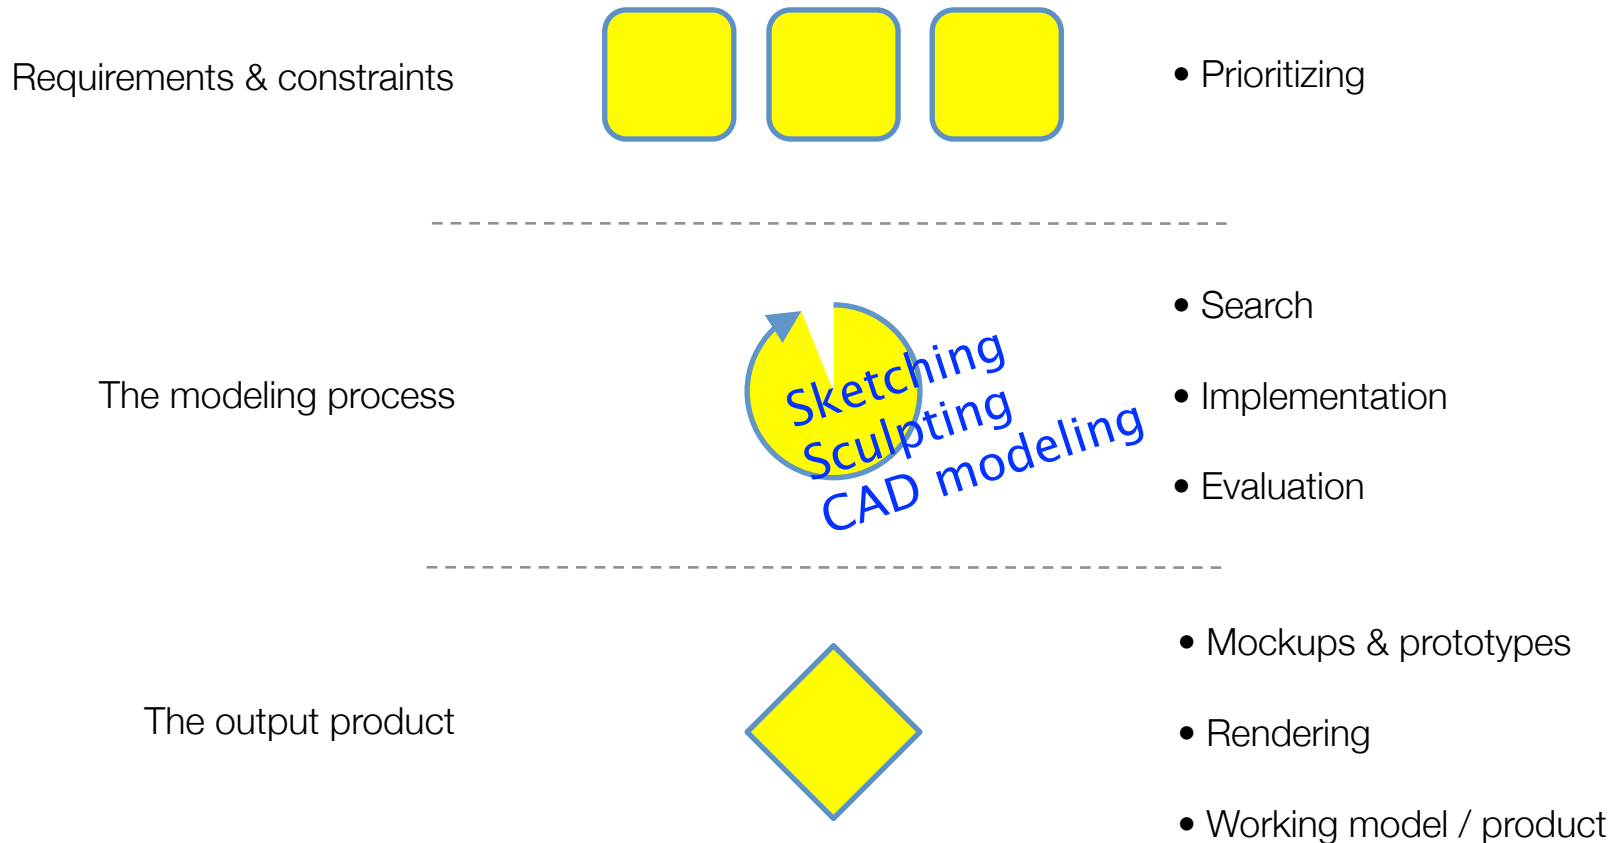 Requirements & constraints
• Prioritizing
The modeling process
Sketching
Sculpting
CAD modeling
• Search
• Implementation
• Evaluation
The output product
• Mockups & prototypes
• Rendering
• Working model / product